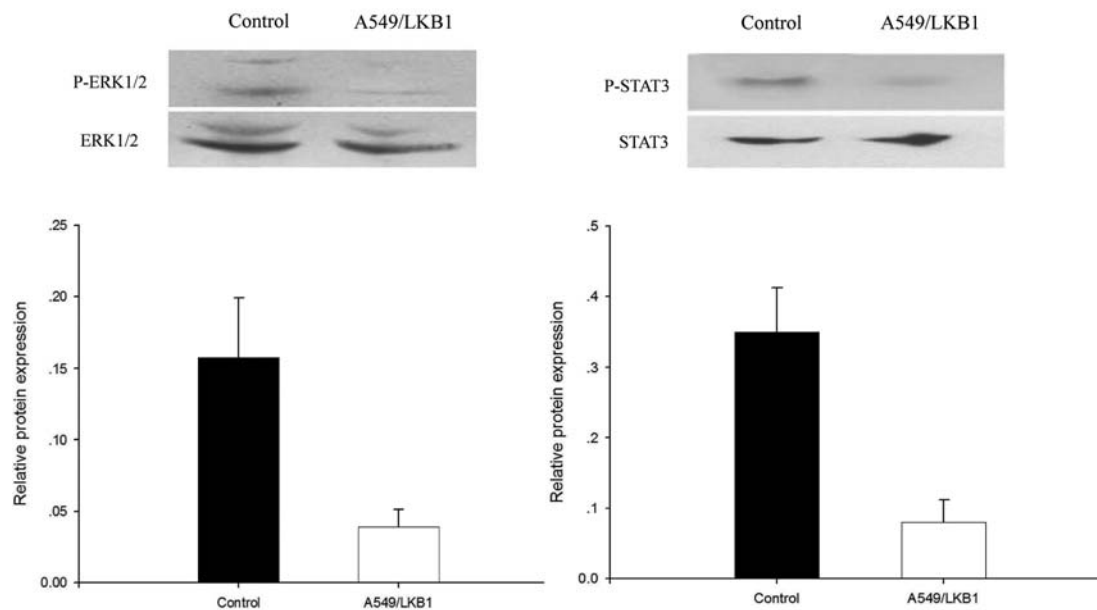 Control A549/LKB1
P-ERK1/2
ERK1/2
Control A549/LKB1
P-STAT3
STAT3
Relative protein expression
.25
.20
.15
.10
.05
0.00
Control A549/LKB1
Relative protein expression
.5
.4
.3
.2
.1
0.0
Control A549/LKB1